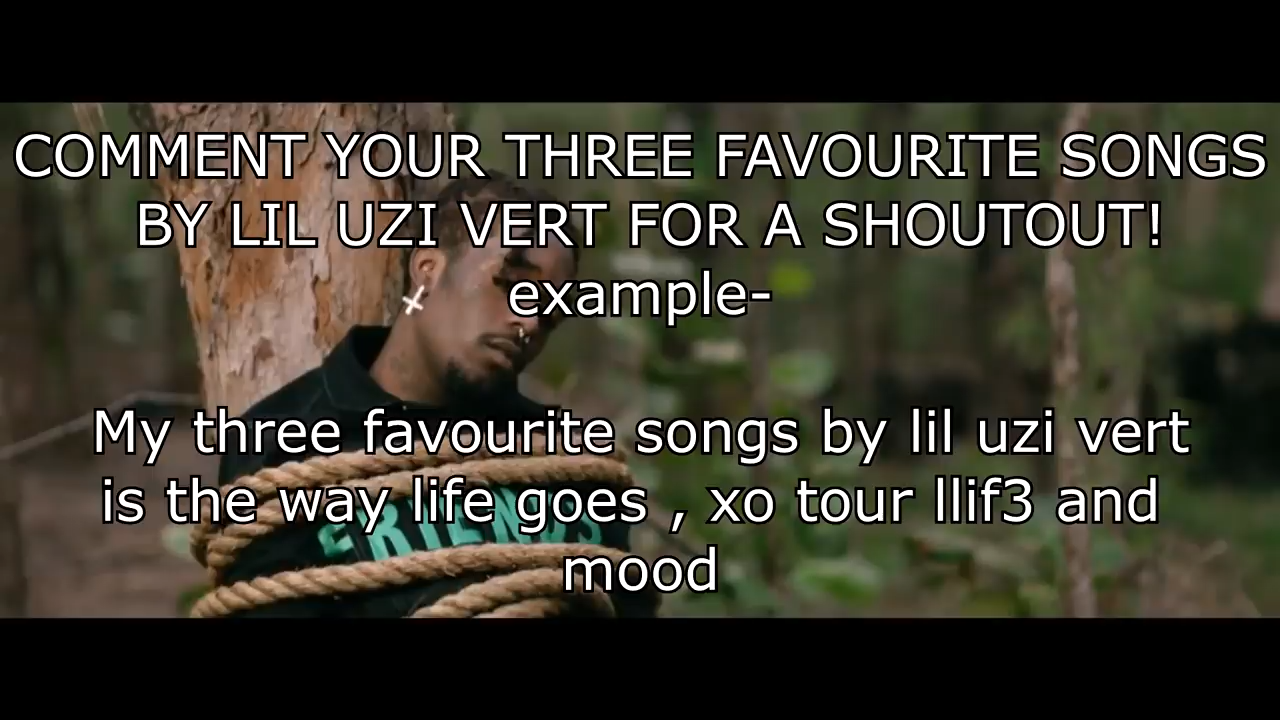 COMMENT YOUR THREE FAVOURITE SONGS
BY LIL UZI VERT FOR A SHOUTOUT!
example-
My three favourite songs by lil uzi vert
is the way life goes , xo tour llif3 and
FRIENDS
mood